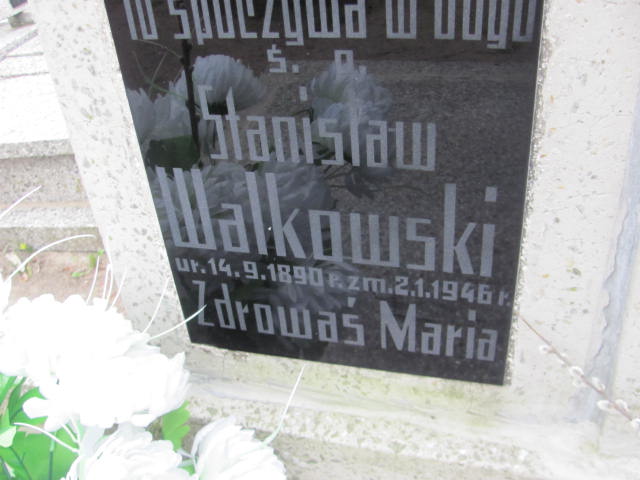 Tu spoczywa w Bogu
ś. p.
Stanisław
Walkowski
ur. 14. 9. 1890 r. zm. 2. 1. 1946 r.
Zdrowaś Maria